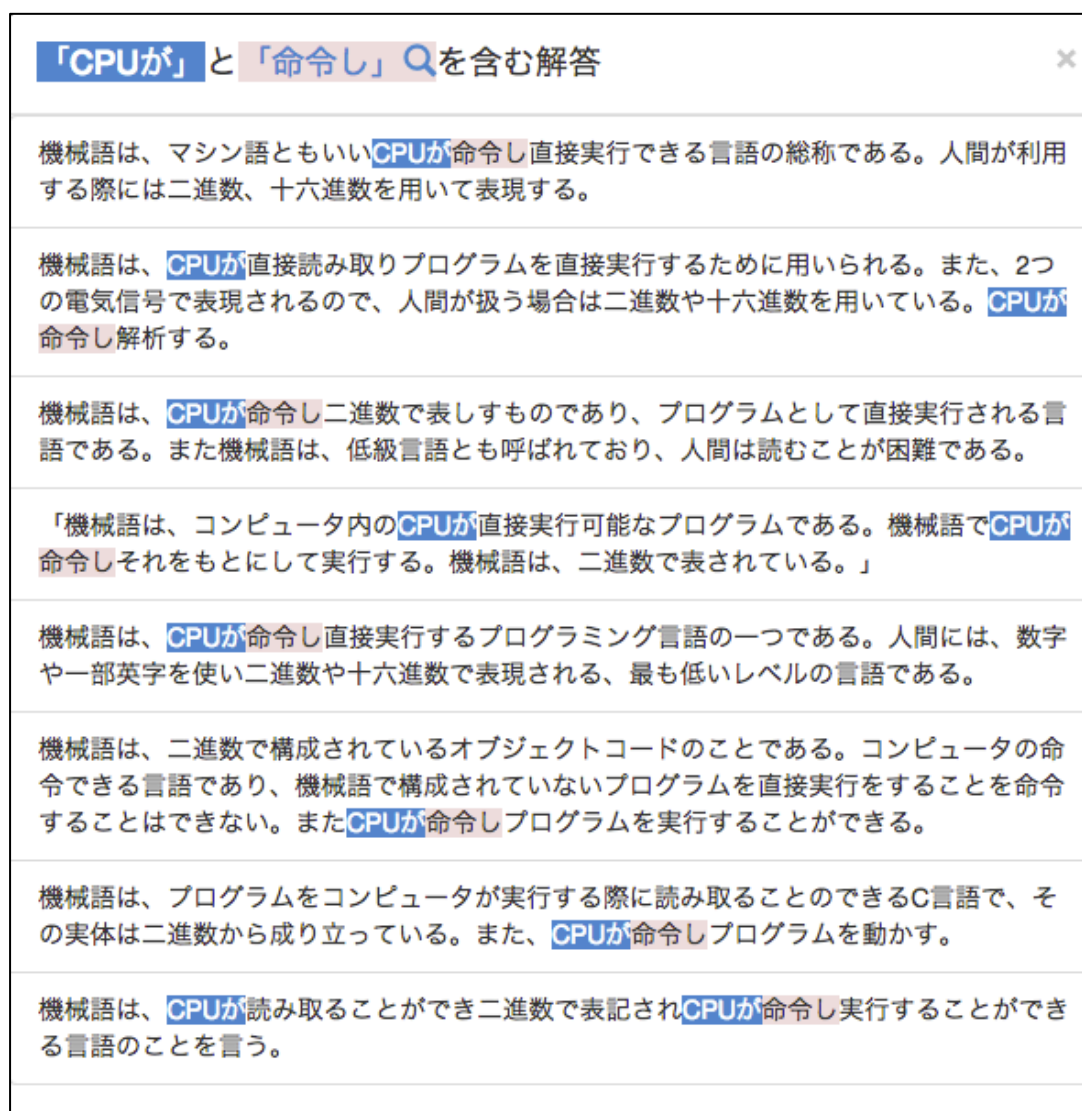 「CPUが」と「命令し」を含む解答 ×
機械語は、マシン語ともいいCPUが命令し直接実行できる言語の総称である。人間が利用
する際には二進数、十六進数を用いて表現する。
機械語は、CPUが直接読み取りプログラムを直接実行するために用いられる。また、2つ
の電気信号で表現されるので、人間が扱う場合は二進数や十六進数を用いている。CPUが
命令し解析する。
機械語は、CPUが命令し二進数で表しすものであり、プログラムとして直接実行される言
語である。また機械語は、低級言語とも呼ばれており、人間は読むことが困難である。
「機械語は、コンピュータ内のCPUが直接実行可能なプログラムである。機械語でCPUが
命令しそれをもとにして実行する。機械語は、二進数で表されている。」
機械語は、CPUが命令し直接実行するプログラミング言語の一つである。人間には、数字
や一部英字を使い二進数や十六進数で表現される、最も低いレベルの言語である。
機械語は、二進数で構成されているオブジェクトコードのことである。コンピュータの命
令できる言語であり、機械語で構成されていないプログラムを直接実行をすることを命令
することはできない。またCPUが命令しプログラムを実行することができる。
機械語は、プログラムをコンピュータが実行する際に読み取ることのできるC言語で、そ
の実体は二進数から成り立っている。また、CPUが命令しプログラムを動かす。
機械語は、CPUが読み取ることができ二進数で表記されCPUが命令し実行することができ
る言語のことを言う。